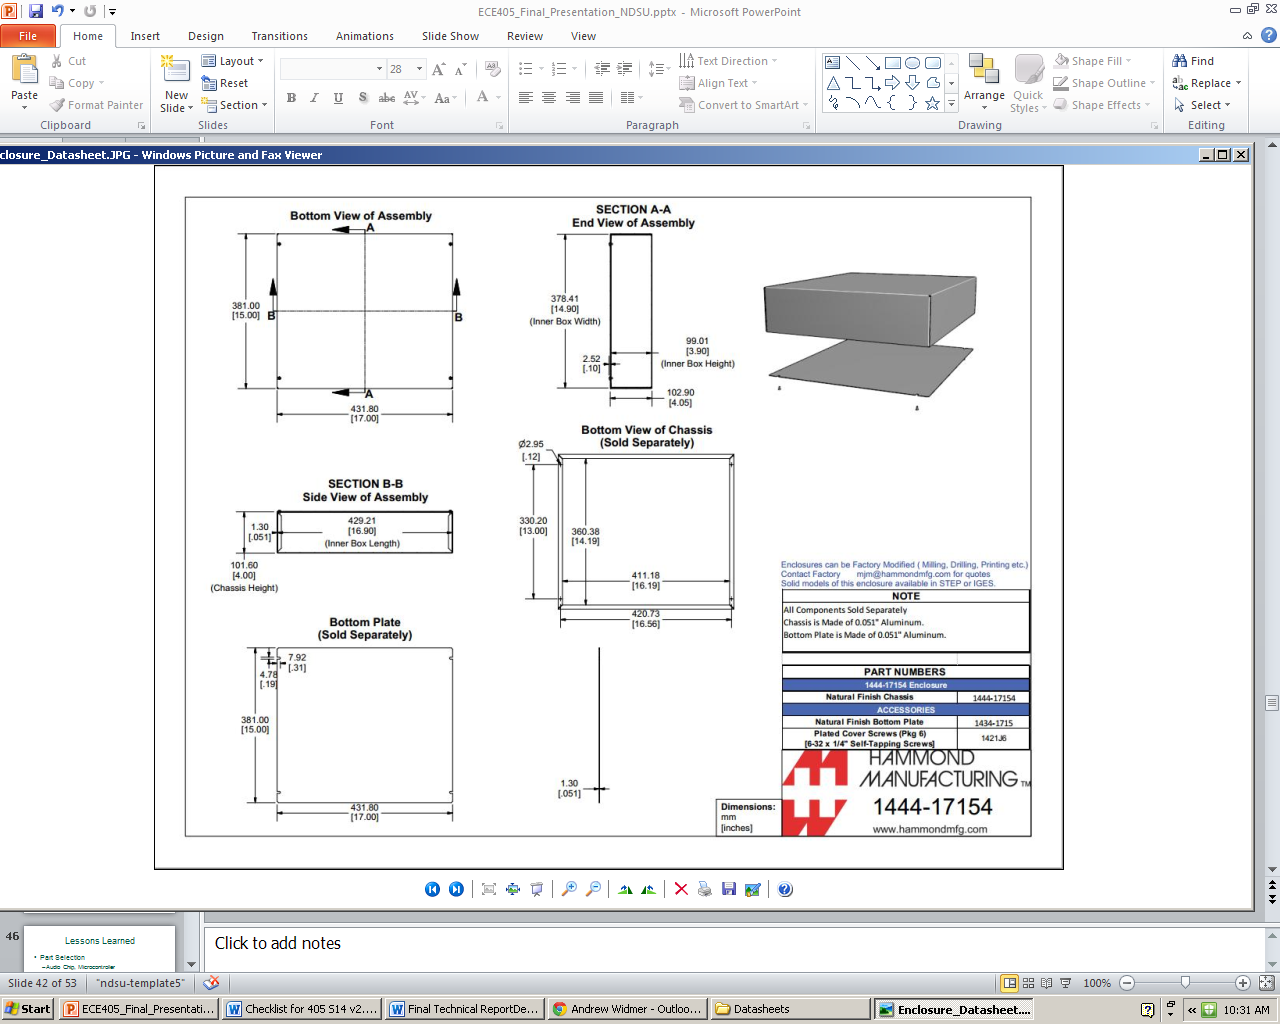 ECE405_Final_Presentation_NDSU.pptx - Microsoft PowerPoint
File Home Insert Design Transitions Animations Slide Show Review View
Paste
Cut
Copy
Format Painter
Clipboard
New Slide
Layout
Reset
Section
Slides
28
B I U S abc AV Aa A
Font
Text Direction
Align Text
Convert to SmartArt
Paragraph
Arrange
Quick Styles
Shape Fill
Shape Outline
Shape Effects
Drawing
Find
Replace
Select
Editing
closure_Datasheet.JPG - Windows Picture and Fax Viewer
Bottom View of Assembly
A
381.00
[15.00]
B
B
A
431.80
[17.00]
SECTION A-A
End View of Assembly
378.41
[14.90]
(Inner Box Width)
99.01
[3.90]
(Inner Box Height)
2.52
[.10]
102.90
[4.05]
SECTION B-B
Side View of Assembly
1.30
[.051]
429.21
[16.90]
(Inner Box Length)
101.60
[4.00]
(Chassis Height)
Bottom View of Chassis
(Sold Separately)
Ø2.95
[.12]
330.20
[13.00]
360.38
[14.19]
411.18
[16.19]
420.73
[16.56]
Bottom Plate
(Sold Separately)
7.92
[.31]
4.78
[.19]
381.00
[15.00]
431.80
[17.00]
1.30
[.051]
Enclosures can be Factory Modified ( Milling, Drilling, Printing etc.)
Contact Factory mjm@hammondmfg.com for quotes
Solid models of this enclosure available in STEP or IGES.
NOTE
All Components Sold Separately
Chassis is Made of 0.051" Aluminum.
Bottom Plate is Made of 0.051" Aluminum.
PART NUMBERS
1444-17154 Enclosure
Natural Finish Chassis 1444-17154
ACCESSORIES
Natural Finish Bottom Plate 1434-1715
Plated Cover Screws (Pkg 6)
[6-32 x 1/4" Self-Tapping Screws] 1421J6
HAMMOND
MANUFACTURING TM
1444-17154
www.hammondmfg.com
Dimensions:
mm
[inches]
46
Lessons Learned
• Part Selection
–Audio Chip, Microcontroller
Click to add notes
Slide 42 of 53 "ndsu-template5" 100%
Start ECE405_Final_Presentati... Checklist for 405 S14 v2.... Final Technical ReportDe... Andrew Widmer - Outloo... Datasheets Enclosure_Datasheet.... 10:31 AM